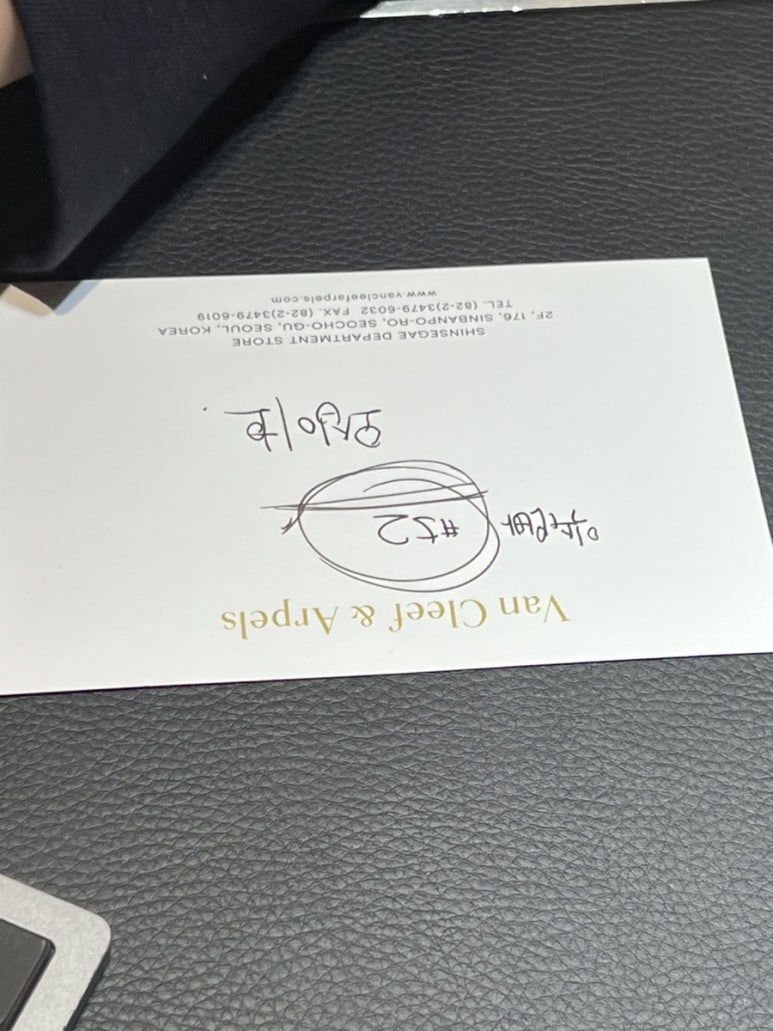 Van Cleef & Arpels
#52
SHINSEGAE DEPARTMENT STORE
2F, 176, SINBANPO-RO, SEOCHO-GU, SEOUL, KOREA
TEL. (82-2)3479-6032 FAX. (82-2)3479-6019
www.vancleefarpels.com